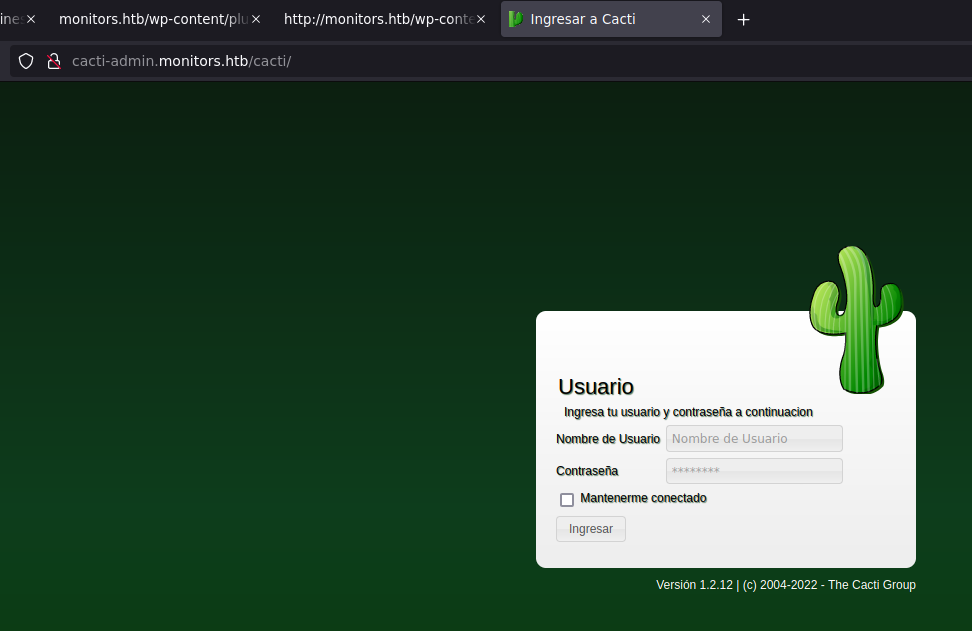 ines
monitors.htb/wp-content/plu
http://monitors.htb/wp-conte
Ingresar a Cacti
cacti-admin.monitors.htb/cacti/
Usuario
Ingresa tu usuario y contraseña a continuacion
Nombre de Usuario
Nombre de Usuario
Contraseña
********
Mantenerme conectado
Ingresar
Versión 1.2.12 | (c) 2004-2022 - The Cacti Group